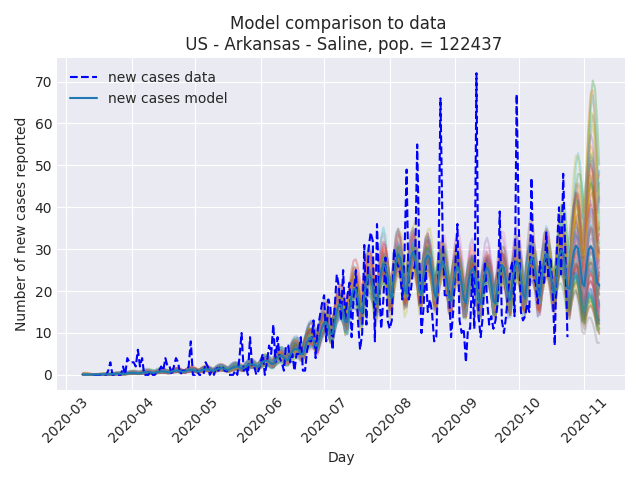 Model comparison to data
US - Arkansas - Saline, pop. = 122437
new cases data
new cases model
Number of new cases reported
70
60
50
40
30
20
10
0
2020-03
2020-04
2020-05
2020-06
2020-07
2020-08
2020-09
2020-10
2020-11
Day